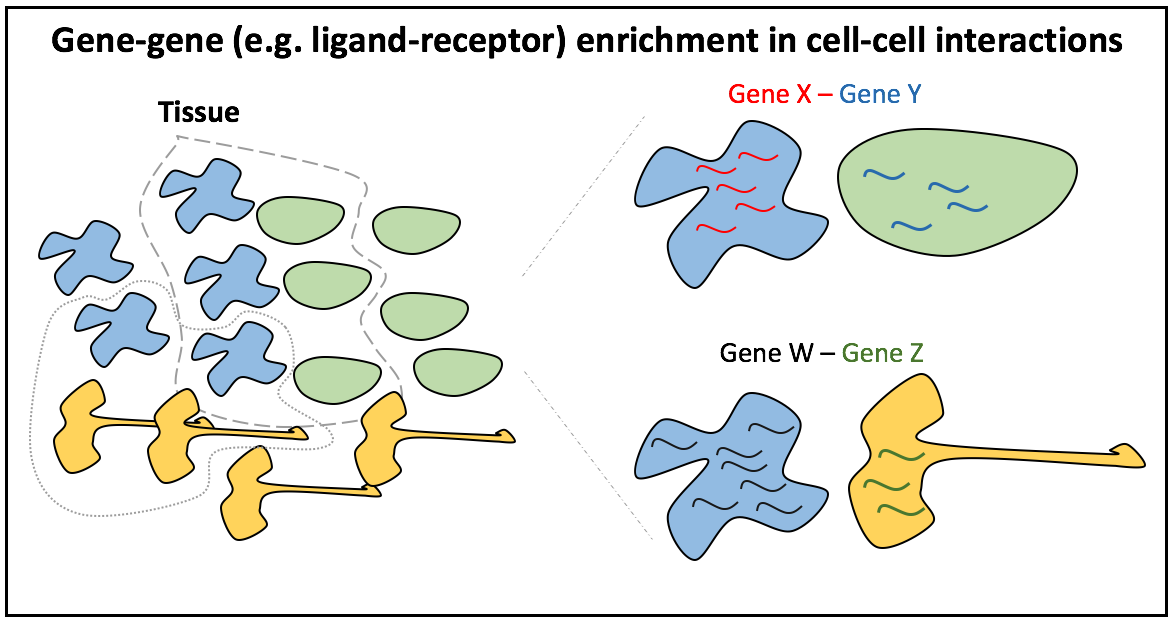 Gene-gene (e.g. ligand-receptor) enrichment in cell-cell interactions
Tissue
Gene X – Gene Y
Gene W – Gene Z